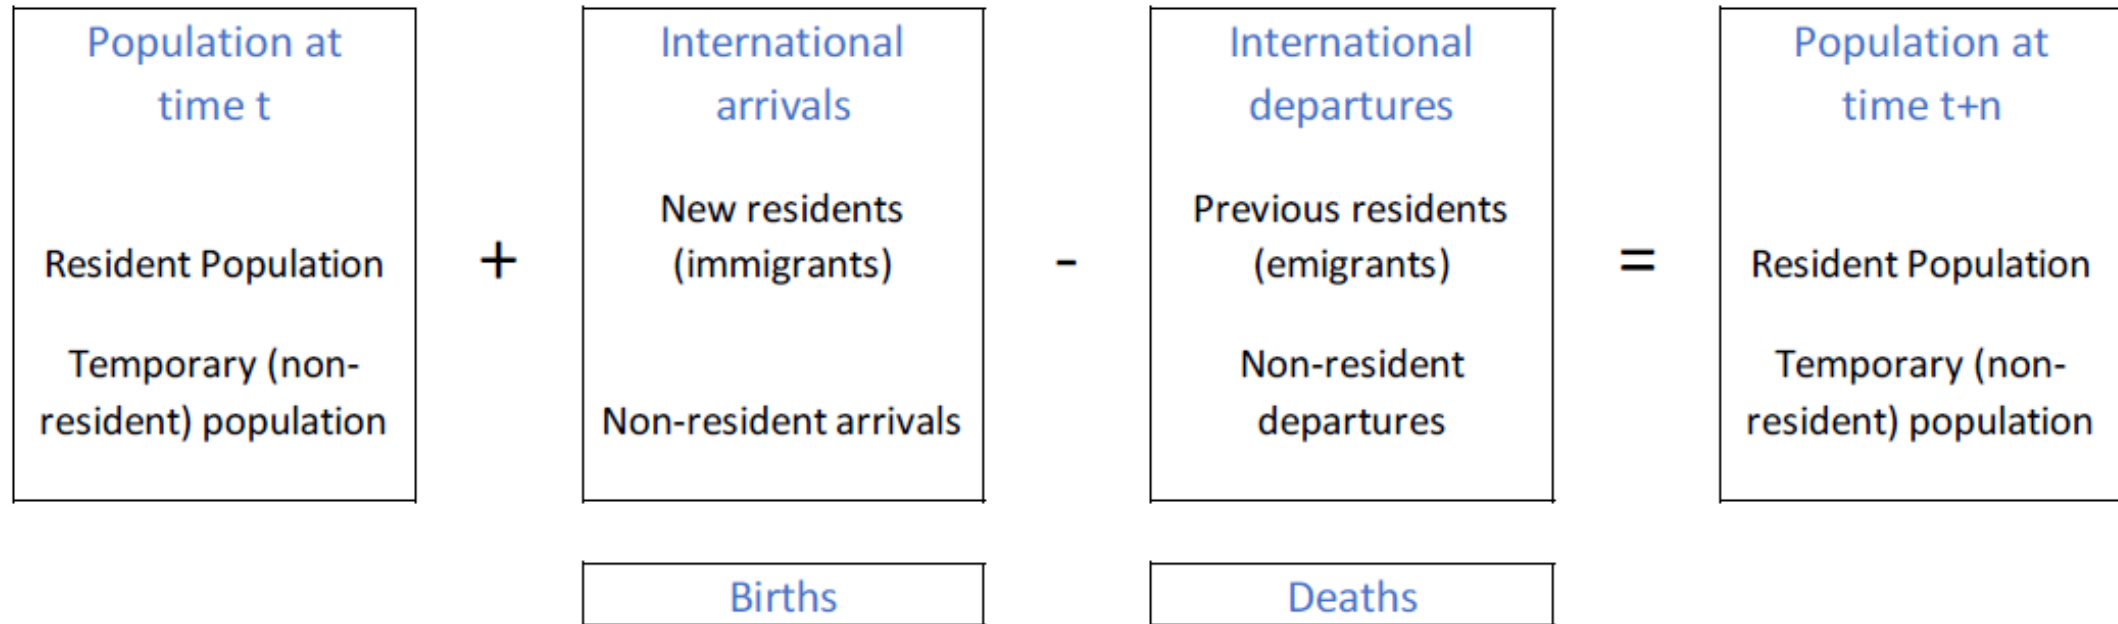 Population at
time t
Resident Population
Temporary (non-
resident) population
+
International
arrivals
New residents
(immigrants)
Non-resident arrivals
-
International
departures
Previous residents
(emigrants)
Non-resident
departures
=
Population at
time t+n
Resident Population
Temporary (non-
resident) population
Births
Deaths